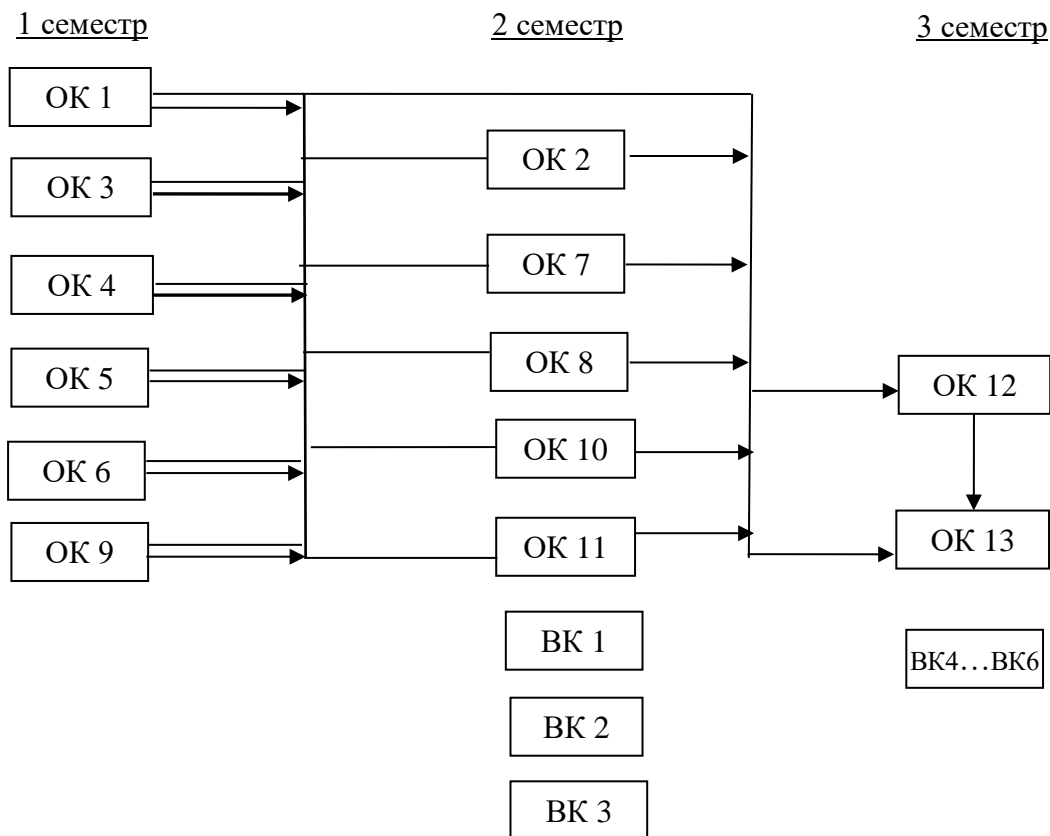 1 семестр
2 семестр
3 семестр
ОК 1
ОК 2
ОК 3
ОК 7
ОК 4
ОК 8
ОК 5
ОК 12
ОК 10
ОК 6
ОК 11
ОК 13
ОК 9
ВК 1
ВК4…ВК6
ВК 2
ВК 3